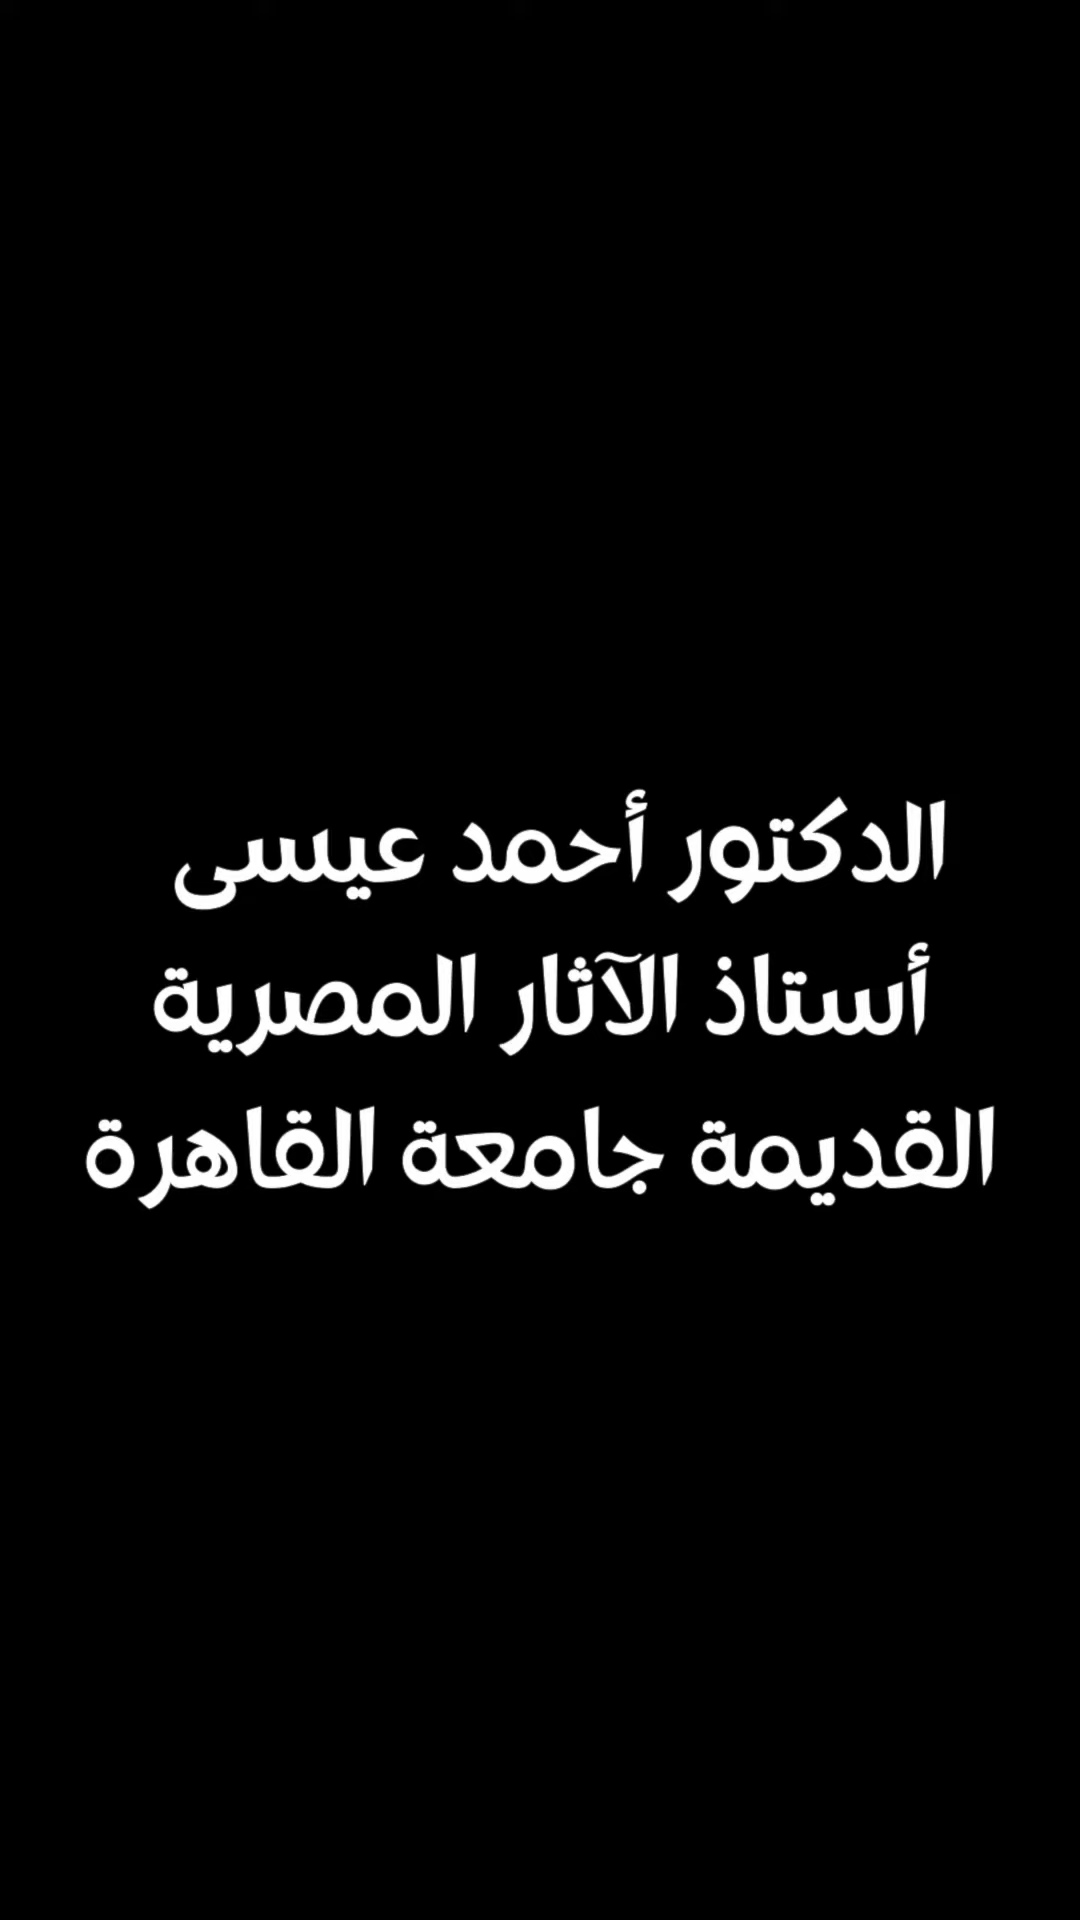 الدكتور أحمد عيسى
أستاذ الآثار المصرية
القديمة جامعة القاهرة